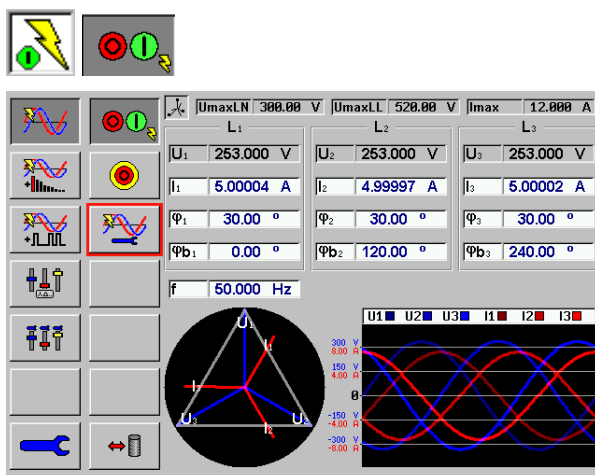 UmaxLN 300.00 V UmaxLL 520.00 V Imax 12.000 A
L1 L2 L3
U1 253.000 V U2 253.000 V U3 253.000 V
I1 5.00004 A I2 4.99997 A I3 5.00002 A
φ1 30.00 º φ2 30.00 º φ3 30.00 º
φb1 0.00 º φb2 120.00 º φb3 240.00 º
f 50.000 Hz
U1 U2 U3 I1 I2 I3
U1
I1
I3
U3 U2
I2
300 V
8.00 A
150 V
4.00 A
0
-150 V
-4.00 A
-300 V
-8.00 A